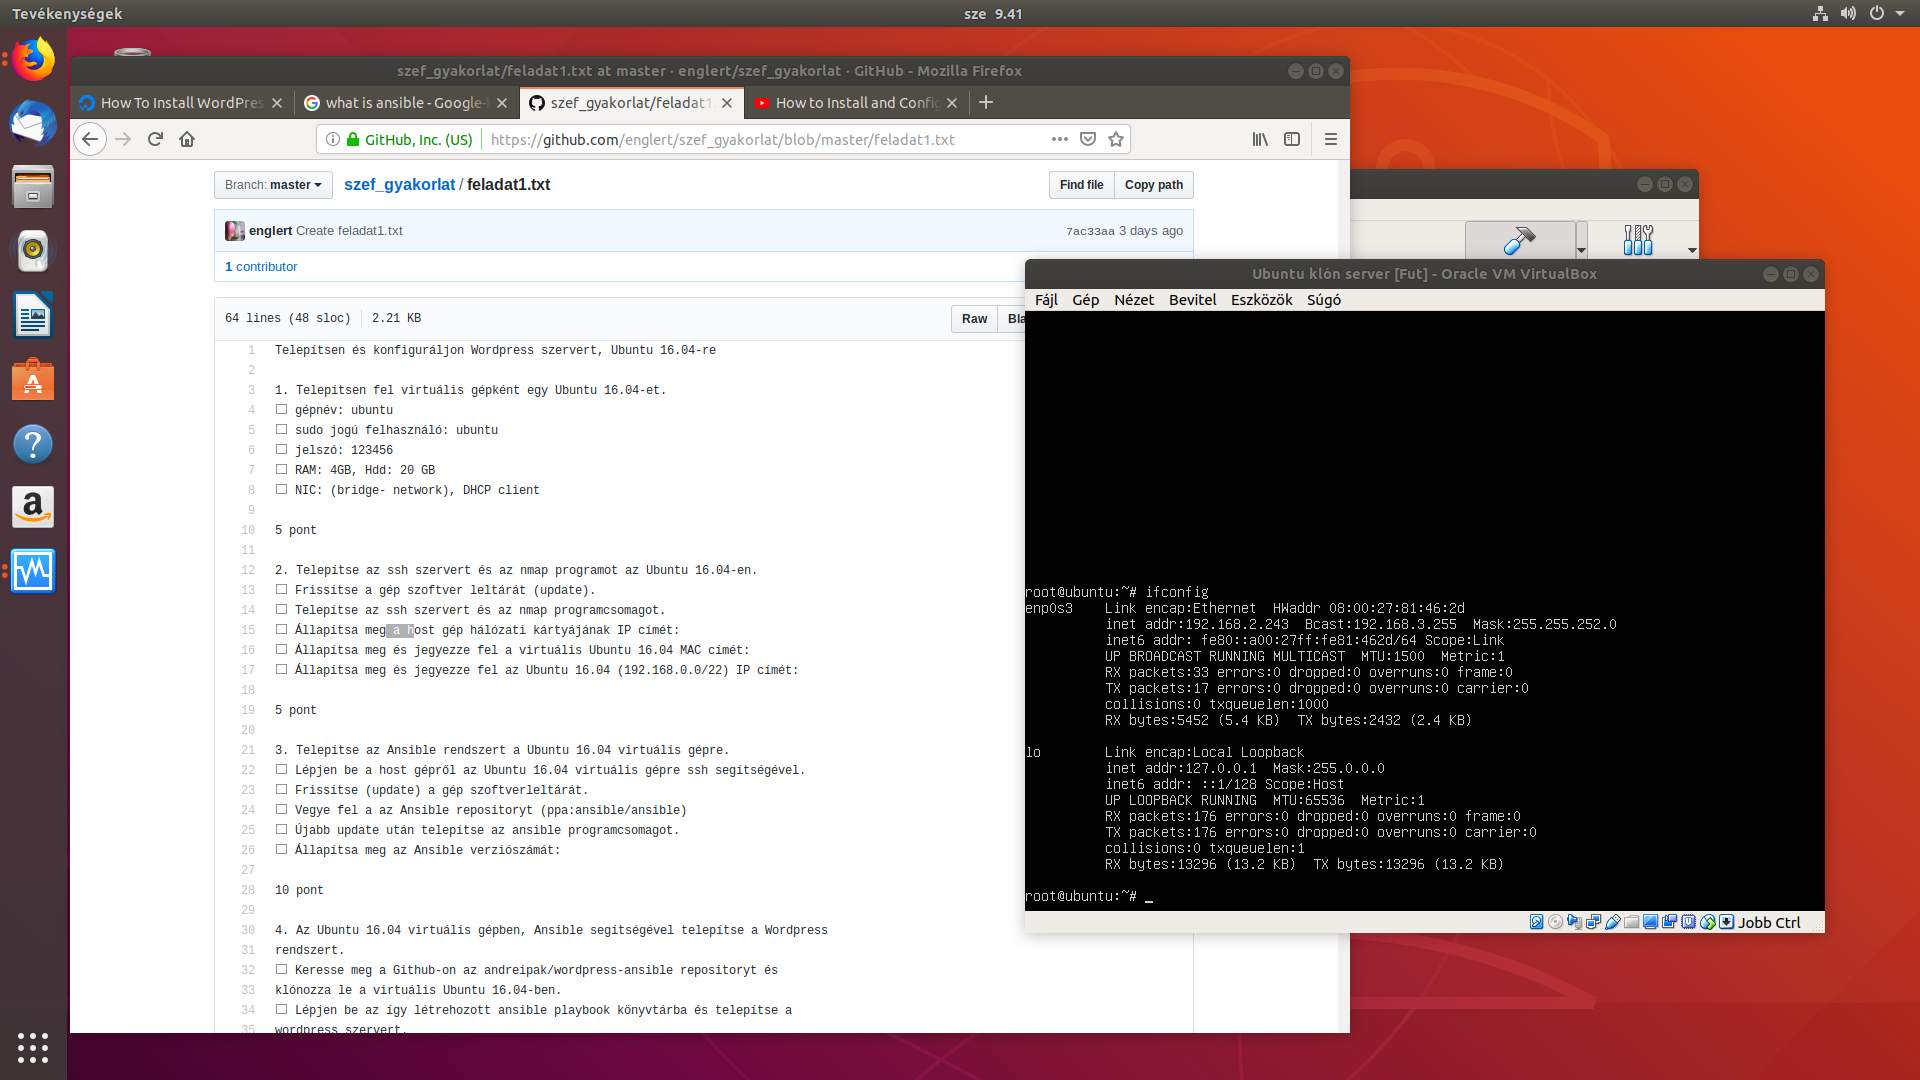 Tevékenységek
sze 9.41
szef_gyakorlat/feladat1.txt at master · englert/szef_gyakorlat · GitHub - Mozilla Firefox
How To Install WordPres
what is ansible - Google-k
szef_gyakorlat/feladat1.
How to Install and Config
GitHub, Inc. (US)
https://github.com/englert/szef_gyakorlat/blob/master/feladat1.txt
Branch: master
szef_gyakorlat / feladat1.txt
Find file
Copy path
englert Create feladat1.txt
7ac33aa 3 days ago
1 contributor
64 lines (48 sloc)
2.21 KB
Raw
Bla
1 Telepítsen és konfiguráljon Wordpress szervert, Ubuntu 16.04-re
2
3 1. Telepítsen fel virtuális gépként egy Ubuntu 16.04-et.
4 □ gépnév: ubuntu
5 □ sudo jogú felhasználó: ubuntu
6 □ jelszó: 123456
7 □ RAM: 4GB, Hdd: 20 GB
8 □ NIC: (bridge- network), DHCP client
9
10 5 pont
11
12 2. Telepítse az ssh szervert és az nmap programot az Ubuntu 16.04-en.
13 □ Frissítse a gép szoftver leltárát (update).
14 □ Telepítse az ssh szervert és az nmap programcsomagot.
15 □ Állapítsa meg a host gép hálózati kártyájának IP címét:
16 □ Állapítsa meg és jegyezze fel a virtuális Ubuntu 16.04 MAC címét:
17 □ Állapítsa meg és jegyezze fel az Ubuntu 16.04 (192.168.0.0/22) IP címét:
18
19 5 pont
20
21 3. Telepítse az Ansible rendszert a Ubuntu 16.04 virtuális gépre.
22 □ Lépjen be a host gépről az Ubuntu 16.04 virtuális gépre ssh segítségével.
23 □ Frissítse (update) a gép szoftverleltárát.
24 □ Vegye fel a az Ansible repositoryt (ppa:ansible/ansible)
25 □ Újabb update után telepítse az ansible programcsomagot.
26 □ Állapítsa meg az Ansible verziószámát:
27
28 10 pont
29
30 4. Az Ubuntu 16.04 virtuális gépben, Ansible segítségével telepítse a Wordpress
31 rendszert.
32 □ Keresse meg a Github-on az andreipak/wordpress-ansible repositoryt és
33 klónozza le a virtuális Ubuntu 16.04-ben.
34 □ Lépjen be az így létrehozott ansible playbook könyvtárba és telepítse a
35 wordpress szervert.
Ubuntu klón server [Fut] - Oracle VM VirtualBox
Fájl Gép Nézet Bevitel Eszközök Súgó
root@ubuntu:~# ifconfig
enp0s3 Link encap:Ethernet HWaddr 08:00:27:81:46:2d
inet addr:192.168.2.243 Bcast:192.168.3.255 Mask:255.255.252.0
inet6 addr: fe80::a00:27ff:fe81:462d/64 Scope:Link
UP BROADCAST RUNNING MULTICAST MTU:1500 Metric:1
RX packets:33 errors:0 dropped:0 overruns:0 frame:0
TX packets:17 errors:0 dropped:0 overruns:0 carrier:0
collisions:0 txqueuelen:1000
RX bytes:5452 (5.4 KB) TX bytes:2432 (2.4 KB)
lo Link encap:Local Loopback
inet addr:127.0.0.1 Mask:255.0.0.0
inet6 addr: ::1/128 Scope:Host
UP LOOPBACK RUNNING MTU:65536 Metric:1
RX packets:176 errors:0 dropped:0 overruns:0 frame:0
TX packets:176 errors:0 dropped:0 overruns:0 carrier:0
collisions:0 txqueuelen:1
RX bytes:13296 (13.2 KB) TX bytes:13296 (13.2 KB)
root@ubuntu:~# _
Jobb Ctrl